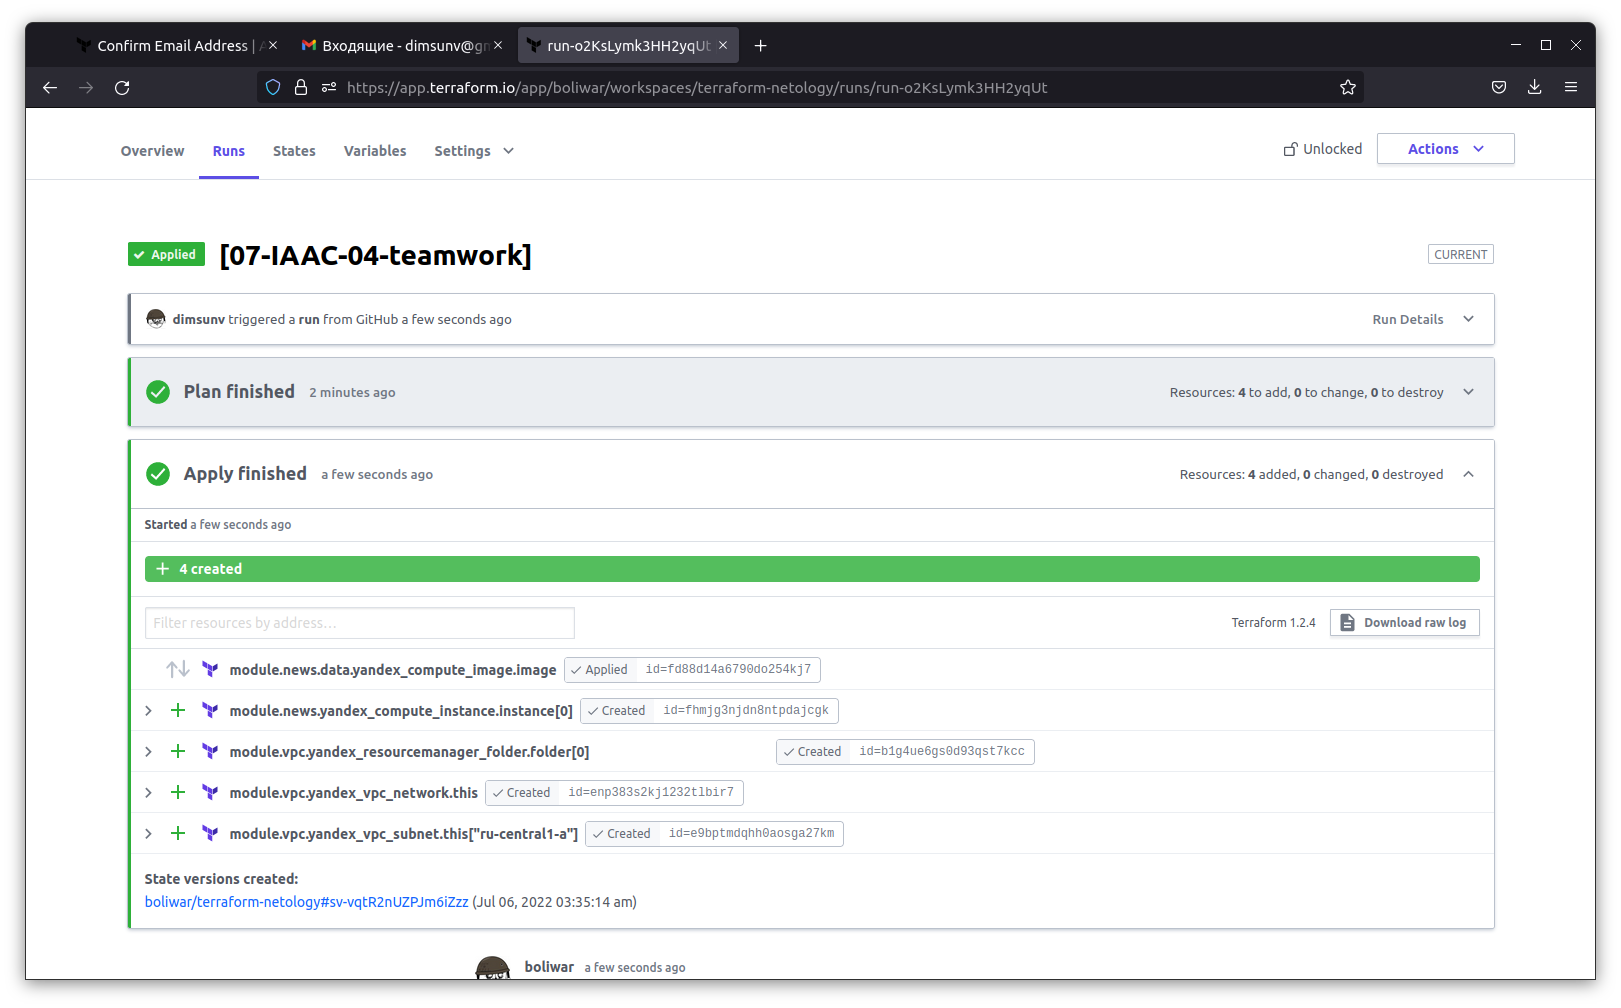 Confirm Email Address | A
Входящие - dimsunv@gm
run-o2KsLymk3HH2yqUt
https://app.terraform.io/app/boliwar/workspaces/terraform-netology/runs/run-o2KsLymk3HH2yqUt
Overview Runs States Variables Settings Unlocked Actions
Applied [07-IAAC-04-teamwork] CURRENT
dimsunv triggered a run from GitHub a few seconds ago Run Details
Plan finished 2 minutes ago Resources: 4 to add, 0 to change, 0 to destroy
Apply finished a few seconds ago Resources: 4 added, 0 changed, 0 destroyed
Started a few seconds ago
+ 4 created
Filter resources by address… Terraform 1.2.4 Download raw log
module.news.data.yandex_compute_image.image Applied id=fd88d14a6790do254kj7
module.news.yandex_compute_instance.instance[0] Created id=fhmjg3njdn8ntpdajcgk
module.vpc.yandex_resourcemanager_folder.folder[0] Created id=b1g4ue6gs0d93qst7kcc
module.vpc.yandex_vpc_network.this Created id=enp383s2kj1232tlbir7
module.vpc.yandex_vpc_subnet.this["ru-central1-a"] Created id=e9bptmdqhh0aosga27km
State versions created:
boliwar/terraform-netology#sv-vqtR2nUZPJm6iZzz (Jul 06, 2022 03:35:14 am)
boliwar a few seconds ago